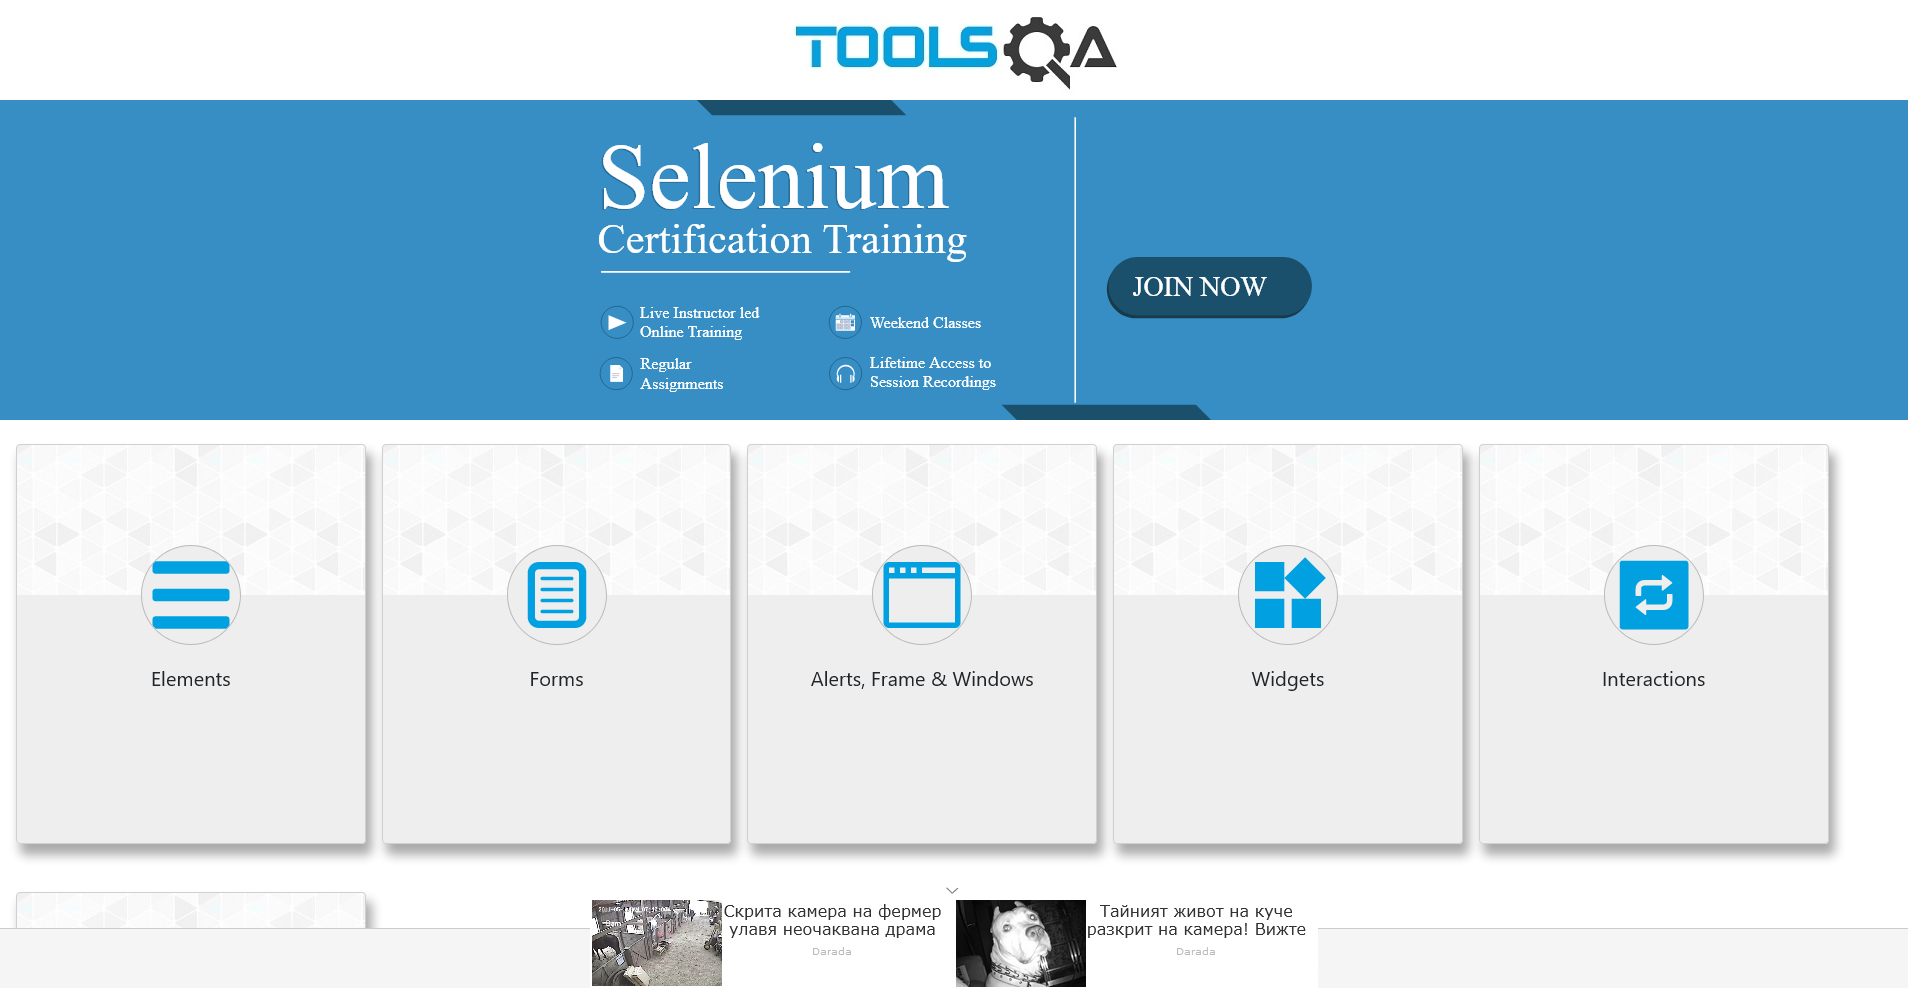 TOOLSQA
Selenium
Certification Training
JOIN NOW
Live Instructor led
Online Training
Weekend Classes
Regular
Assignments
Lifetime Access to
Session Recordings
Elements
Forms
Alerts, Frame & Windows
Widgets
Interactions
Скрита камера на фермер
улавя неочаквана драма
Darada
Тайният живот на куче
разкрит на камера! Вижте
Darada